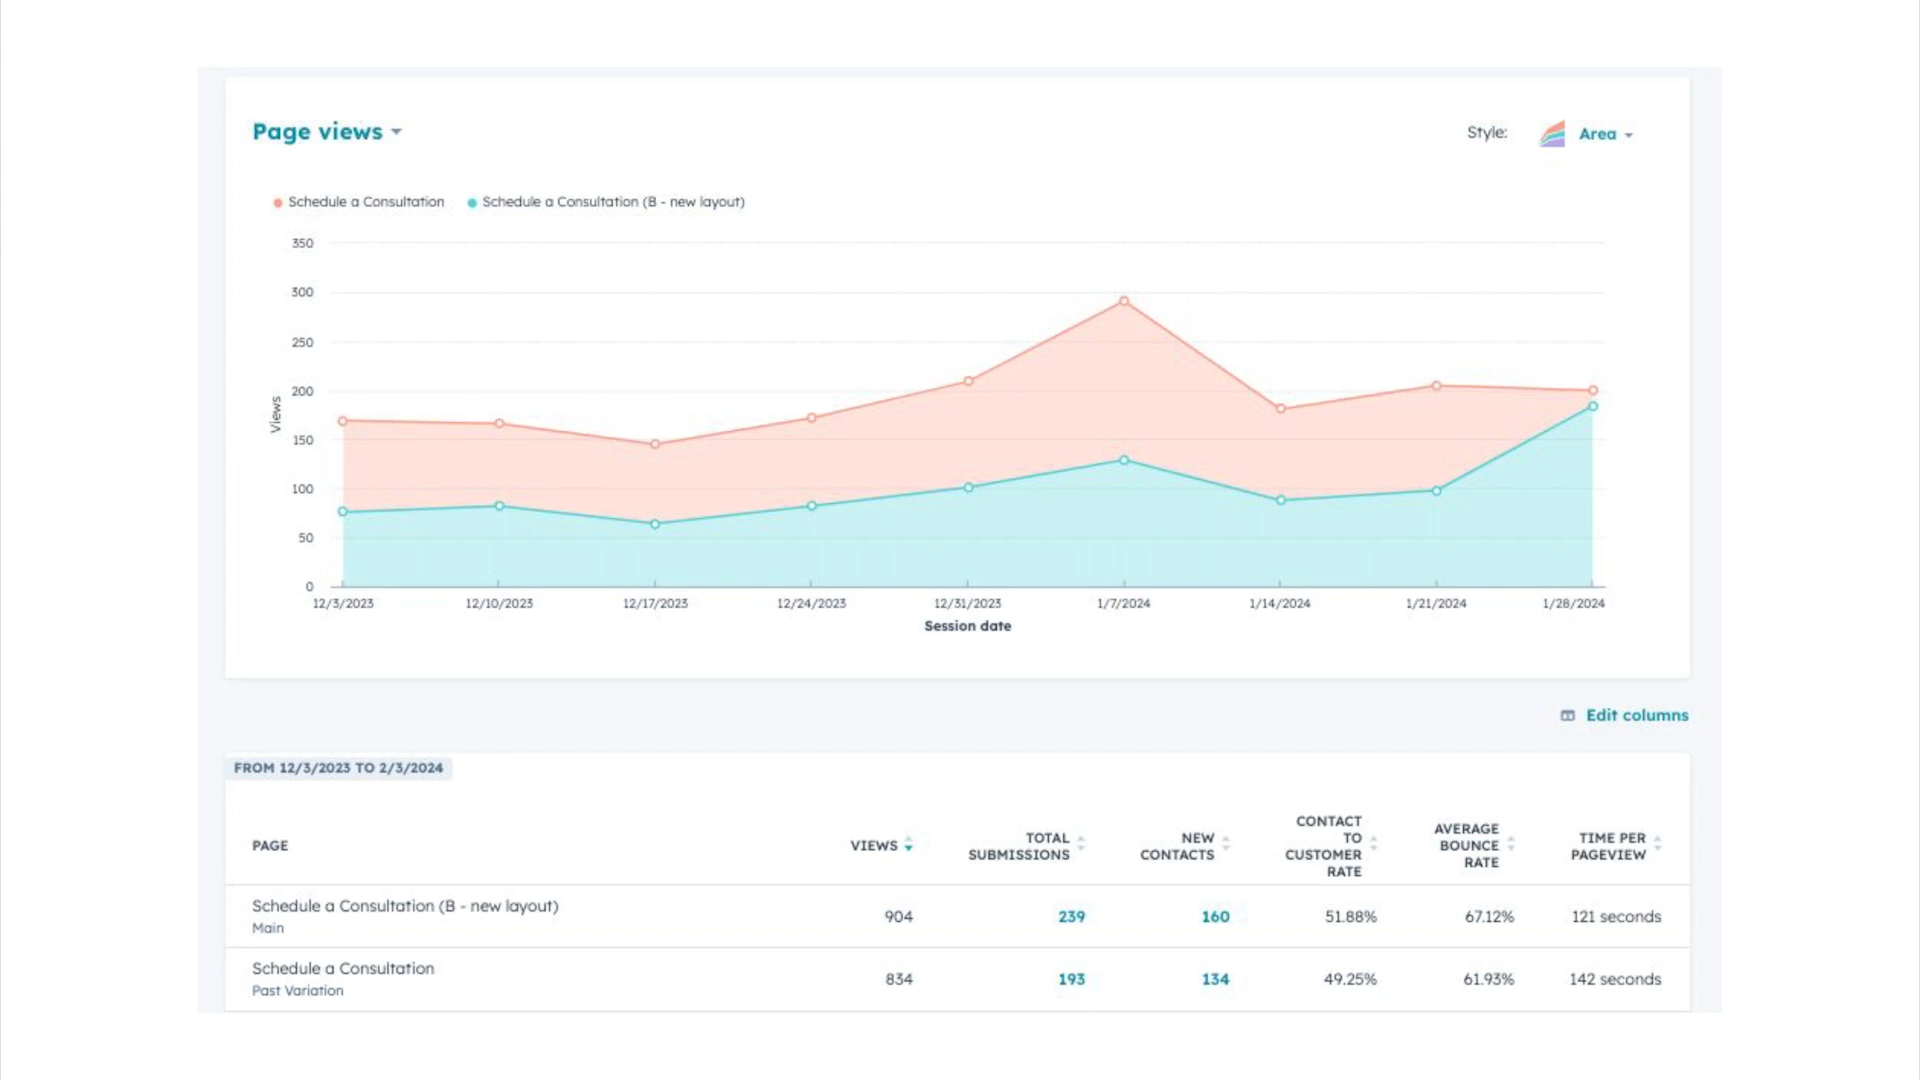 Page views
Style: Area
Schedule a Consultation Schedule a Consultation (B - new layout)
350
300
250
200
150
100
50
0
Views
12/3/2023 12/10/2023 12/17/2023 12/24/2023 12/31/2023 1/7/2024 1/14/2024 1/21/2024 1/28/2024
Session date
Edit columns
FROM 12/3/2023 TO 2/3/2024
PAGE
VIEWS
TOTAL
SUBMISSIONS
NEW
CONTACTS
CONTACT
TO
CUSTOMER
RATE
AVERAGE
BOUNCE
RATE
TIME PER
PAGEVIEW
Schedule a Consultation (B - new layout)
Main
904 239 160 51.88% 67.12% 121 seconds
Schedule a Consultation
Past Variation
834 193 134 49.25% 61.93% 142 seconds